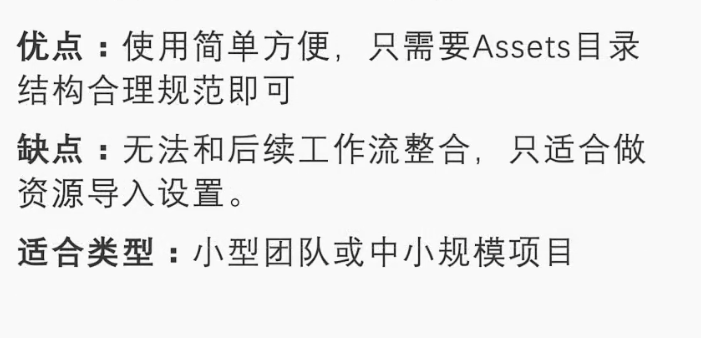 优点：使用简单方便，只需要Assets目录
结构合理规范即可
缺点：无法和后续工作流整合，只适合做
资源导入设置。
适合类型：小型团队或中小规模项目